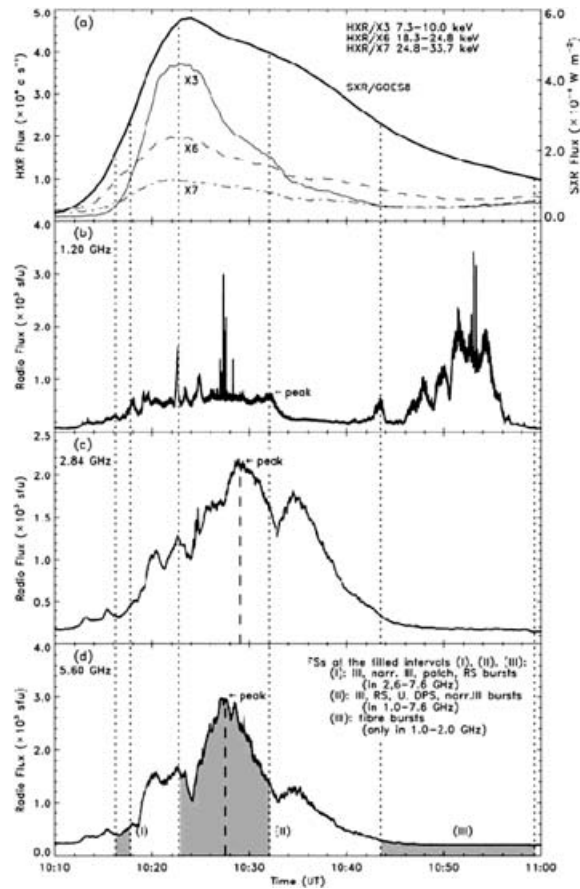 (a)
HXR/X3 7.3-10.0 keV
HXR/X6 18.3-24.8 keV
HXR/X7 24.8-33.7 keV
SXR/GOES8
X3
X6
X7
5.0
4.0
3.0
2.0
1.0
HXR Flux (×10⁴ c s⁻¹)
6.0
4.0
2.0
0.0
SXR Flux (×10⁻⁴ W m⁻²)
(b)
1.20 GHz
3.0
2.0
1.0
Radio Flux (×10³ sfu)
← peak
(c)
2.84 GHz
2.5
2.0
1.5
1.0
0.5
Radio Flux (×10³ sfu)
← peak
(d)
5.60 GHz
4.0
3.0
2.0
1.0
0.0
Radio Flux (×10³ sfu)
← peak
FSs at the filled intervals (I), (II), (III):
(I): III, narr. III, patch, RS bursts
(in 2.6-7.6 GHz)
(II): III, RS, U, DPS, narr.III bursts
(in 1.0-7.6 GHz)
(III): fibre bursts
(only in 1.0-2.0 GHz)
(I)
(II)
(III)
10:10
10:20
10:30
10:40
10:50
11:00
Time (UT)